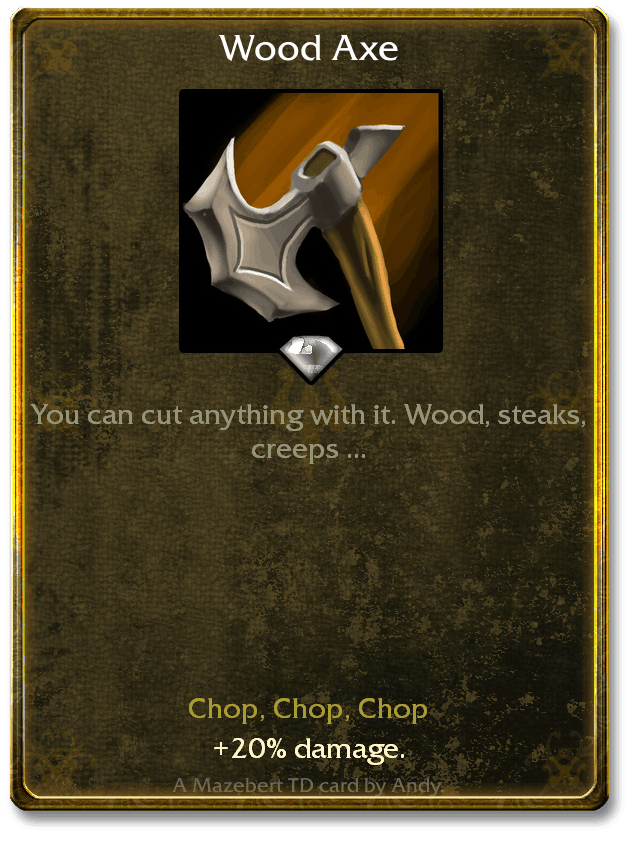 Wood Axe
You can cut anything with it. Wood, steaks,
creeps ...
Chop, Chop, Chop
+20% damage.
A Mazebert TD card by Andy.